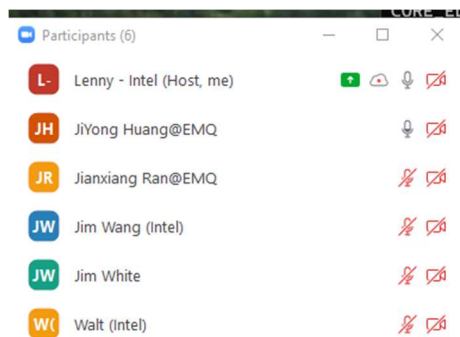 CORE_ED
Participants (6)
L- Lenny - Intel (Host, me)
JH JiYong Huang@EMQ
JR Jianxiang Ran@EMQ
JW Jim Wang (Intel)
JW Jim White
W( Walt (Intel)